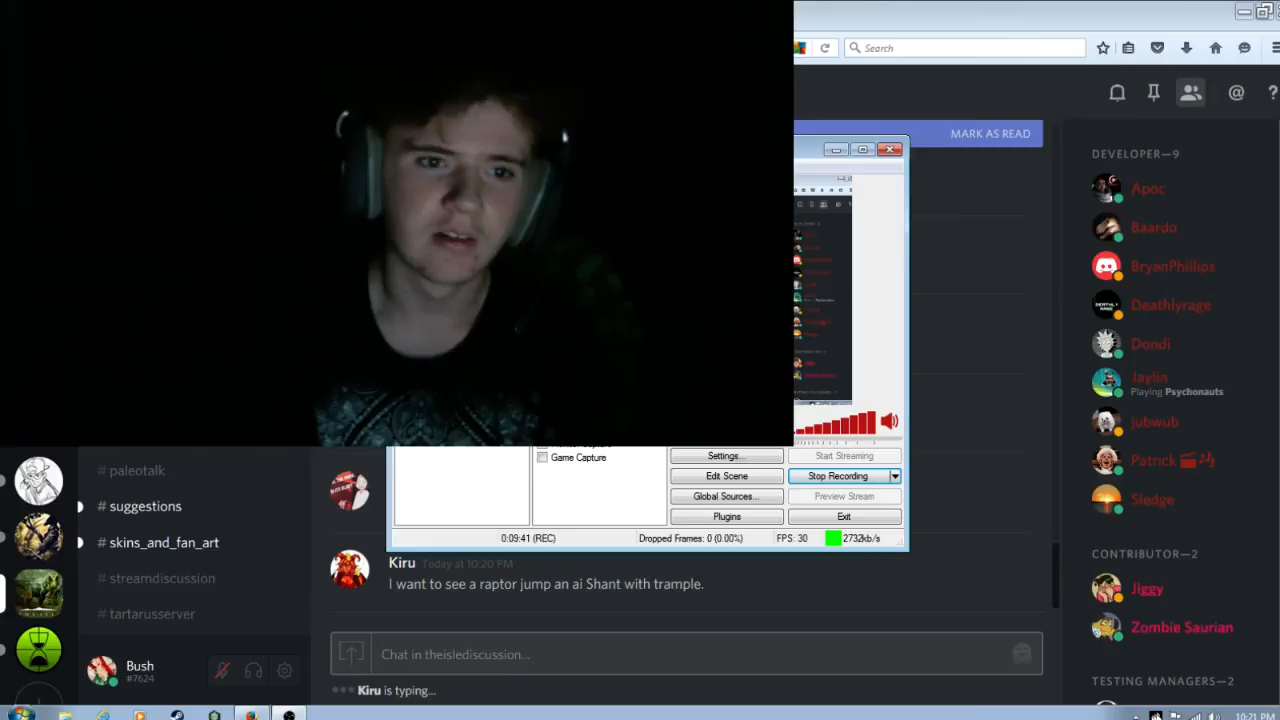 Search
MARK AS READ
DEVELOPER—9
Apoc
Baardo
BryanPhillips
DEATHLY RAGE
Deathlyrage
Dondi
Jaylin
Playing Psychonauts
jubwub
Patrick
Sledge
CONTRIBUTOR—2
Jiggy
Zombie Saurian
TESTING MANAGERS—2
Game Capture
Settings...
Start Streaming
Edit Scene
Stop Recording
Global Sources...
Preview Stream
Plugins
Exit
0:09:41 (REC)
Dropped Frames: 0 (0.00%)
FPS: 30
2732kb/s
# paleotalk
# suggestions
# skins_and_fan_art
# streamdiscussion
# tartarusserver
Kiru Today at 10:20 PM
I want to see a raptor jump an ai Shant with trample.
Chat in theislediscussion...
Kiru is typing...
Bush
#7624
10:21 PM